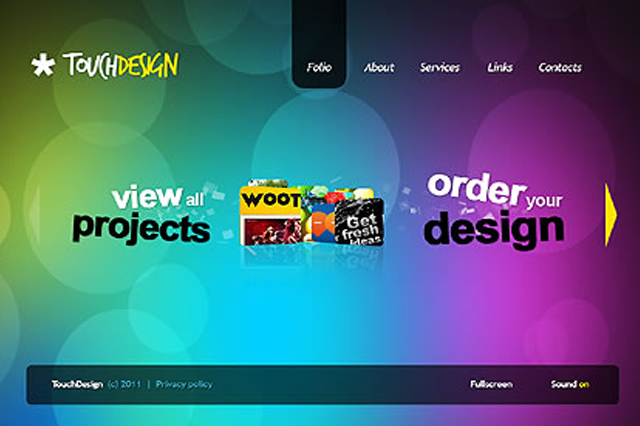 * TOUCHDESIGN
Folio
About
Services
Links
Contacts
view all
projects
WOOT
Get
fresh
ideas
order your
design
TouchDesign (c) 2011 | Privacy policy
Fullscreen
Sound on